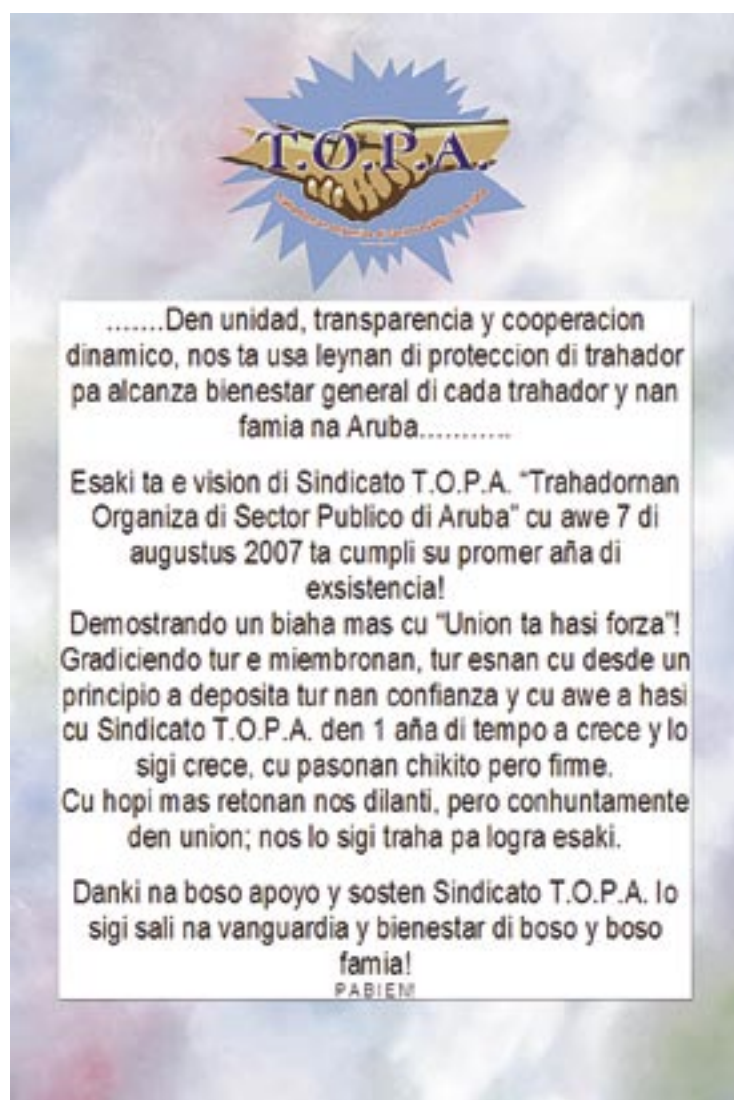 T.O.P.A.
.......Den unidad, transparencia y cooperacion
dinamico, nos ta usa leynan di proteccion di trahador
pa alcanza bienestar general di cada trahador y nan
famia na Aruba...........
Esaki ta e vision di Sindicato T.O.P.A. “Trahadornan
Organiza di Sector Publico di Aruba” cu awe 7 di
augustus 2007 ta cumpli su promer aña di
exsistencia!
Demostrando un biaha mas cu “Union ta hasi forza”!
Gradiciendo tur e miembronan, tur esnan cu desde un
principio a deposita tur nan confianza y cu awe a hasi
cu Sindicato T.O.P.A. den 1 aña di tempo a crece y lo
sigi crece, cu pasonan chikito pero firme.
Cu hopi mas retonan nos dilanti, pero conhuntamente
den union; nos lo sigi traha pa logra esaki.
Danki na boso apoyo y sosten Sindicato T.O.P.A. lo
sigi sali na vanguardia y bienestar di boso y boso
famia!
PABIEN!